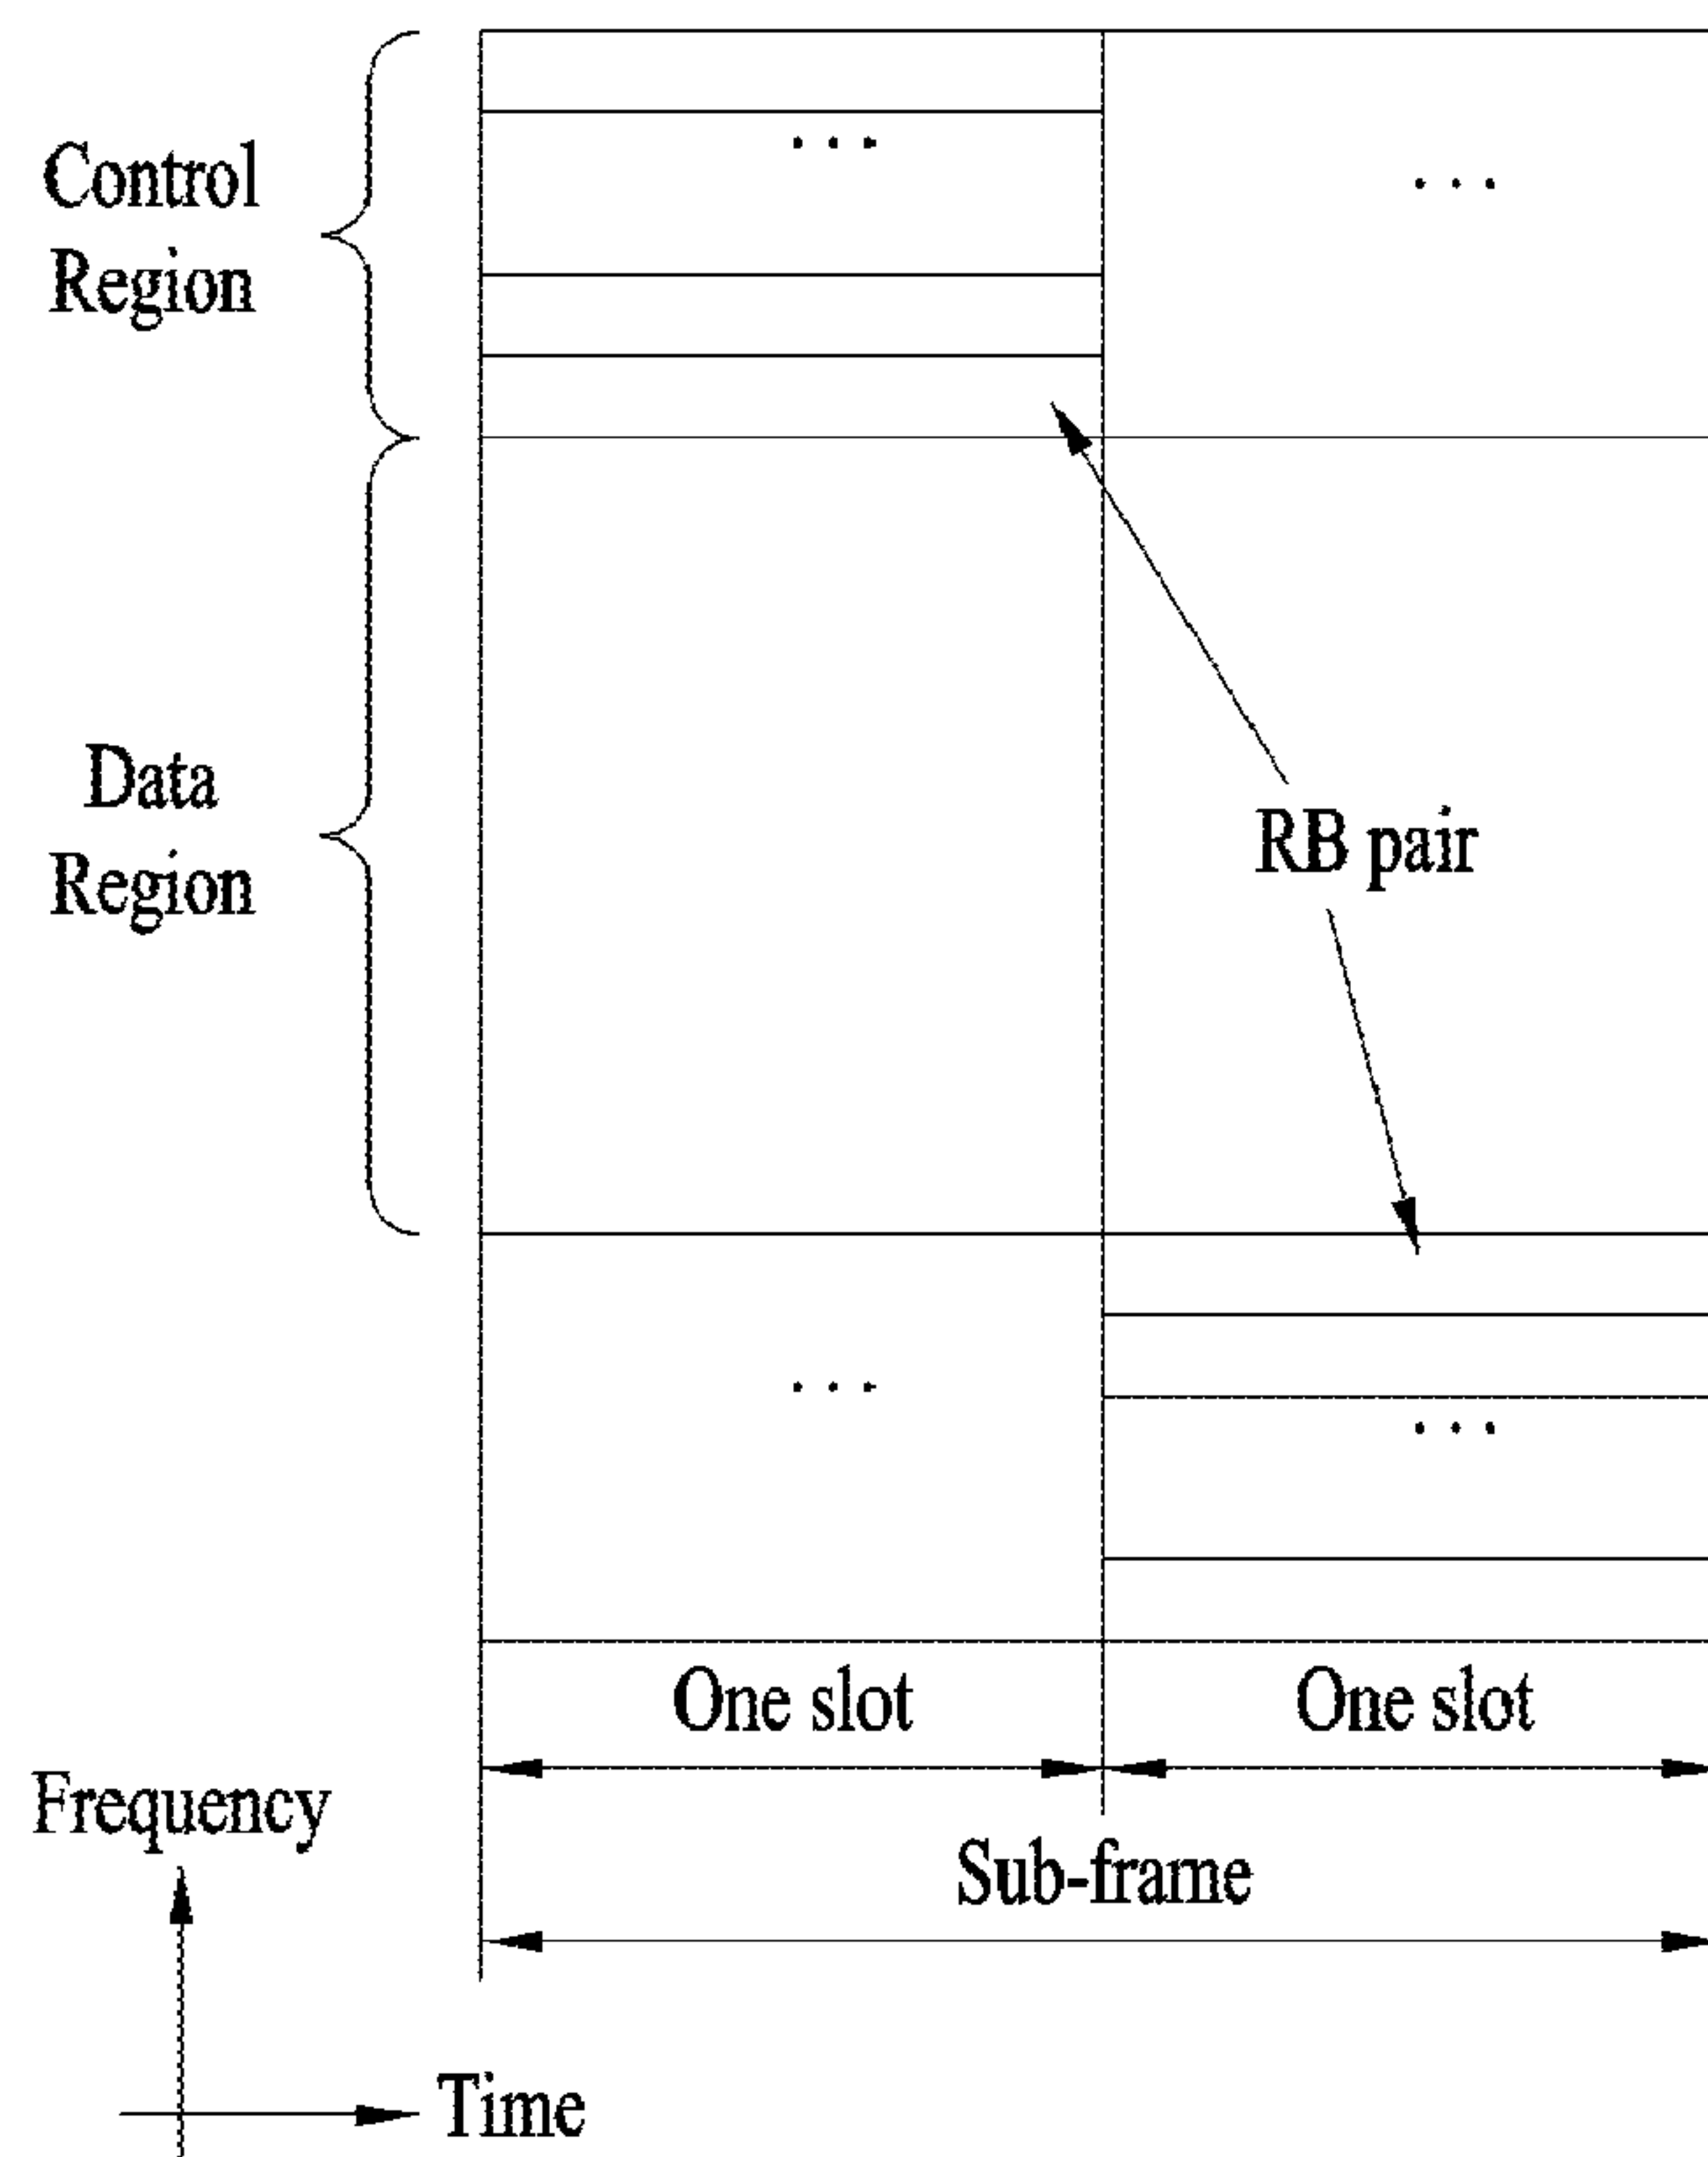 Control
Region
Data
Region
RB pair
. . .
. . .
. . .
. . .
One slot
One slot
Sub-frame
Frequency
Time